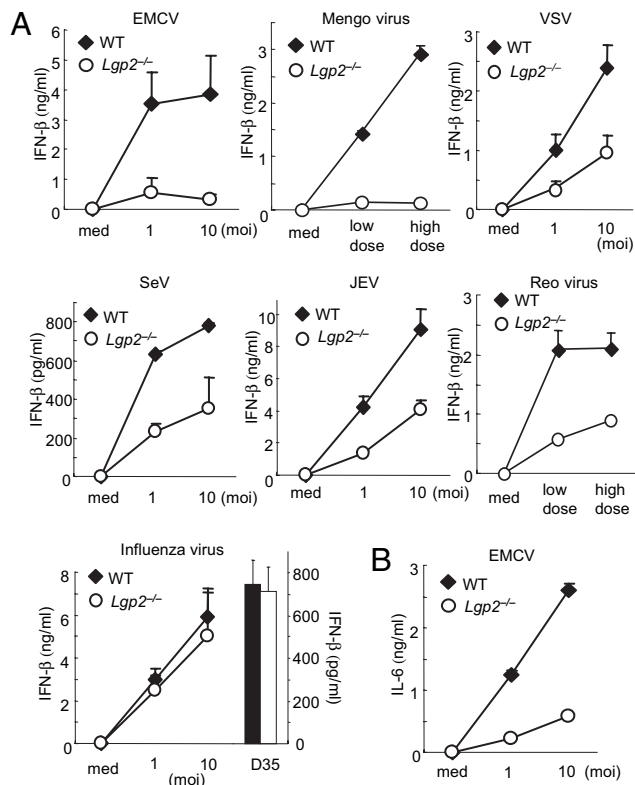 A
EMCV
WT
Lgp2–/–
IFN-β (ng/ml)
6
5
4
3
2
1
0
med
1
10 (moi)
Mengo virus
WT
Lgp2–/–
IFN-β (ng/ml)
3
2
1
0
med
low
dose
high
dose
VSV
WT
Lgp2–/–
IFN-β (ng/ml)
3
2
1
0
med
1
10
(moi)
SeV
WT
Lgp2–/–
IFN-β (pg/ml)
800
600
400
200
0
med
1
10 (moi)
JEV
WT
Lgp2–/–
IFN-β (ng/ml)
10
8
6
4
2
0
med
1
10 (moi)
Reo virus
WT
Lgp2–/–
IFN-β (ng/ml)
3
2
1
0
med
low
dose
high
dose
Influenza virus
WT
Lgp2–/–
IFN-β (ng/ml)
8
6
4
2
0
med
1
10
(moi)
800
600
400
200
0
IFN-β
(pg/ml)
D35
B
EMCV
WT
Lgp2–/–
IL-6 (ng/ml)
3
2
1
0
med
1
10 (moi)